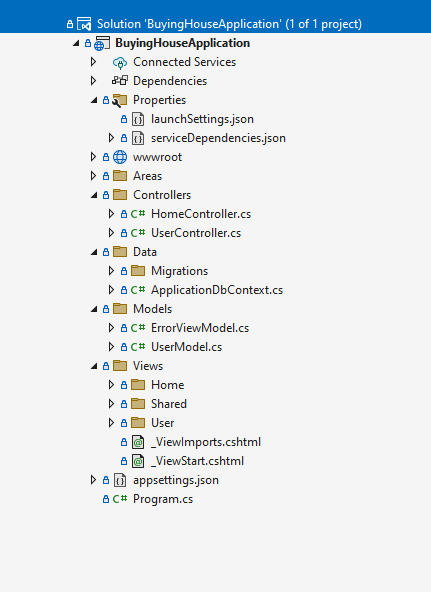 Solution 'BuyingHouseApplication' (1 of 1 project)
BuyingHouseApplication
Connected Services
Dependencies
Properties
launchSettings.json
serviceDependencies.json
wwwroot
Areas
Controllers
C# HomeController.cs
C# UserController.cs
Data
Migrations
C# ApplicationDbContext.cs
Models
C# ErrorViewModel.cs
C# UserModel.cs
Views
Home
Shared
User
_ViewImports.cshtml
_ViewStart.cshtml
appsettings.json
C# Program.cs